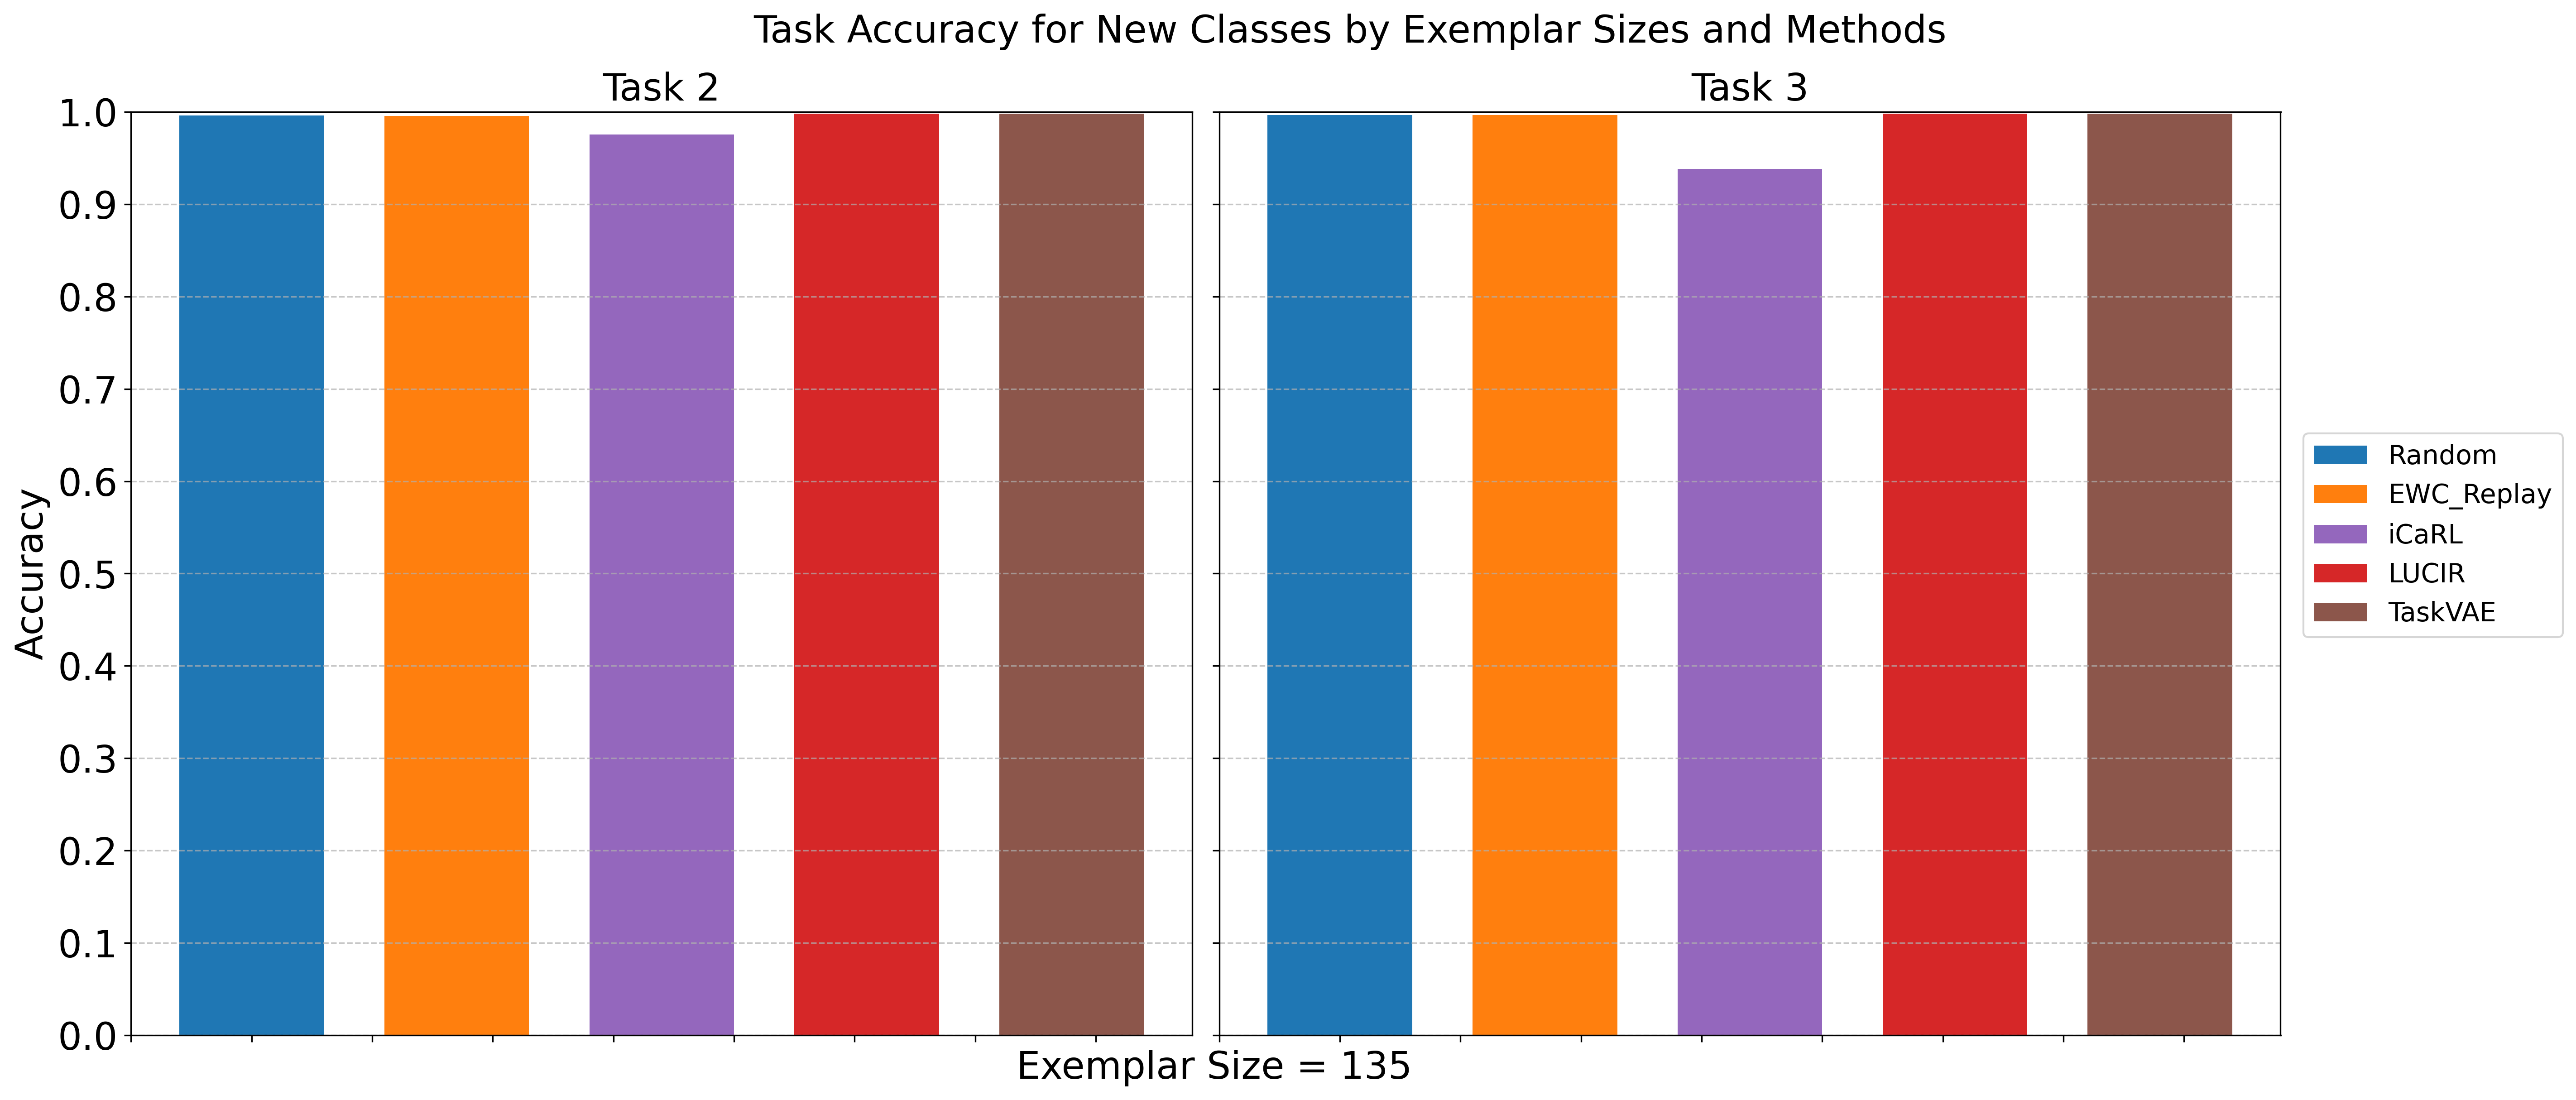 Task Accuracy for New Classes by Exemplar Sizes and Methods
Task 2
Task 3
1.0
0.9
0.8
0.7
0.6
0.5
0.4
0.3
0.2
0.1
0.0
Accuracy
Exemplar Size = 135
Random
EWC_Replay
iCaRL
LUCIR
TaskVAE